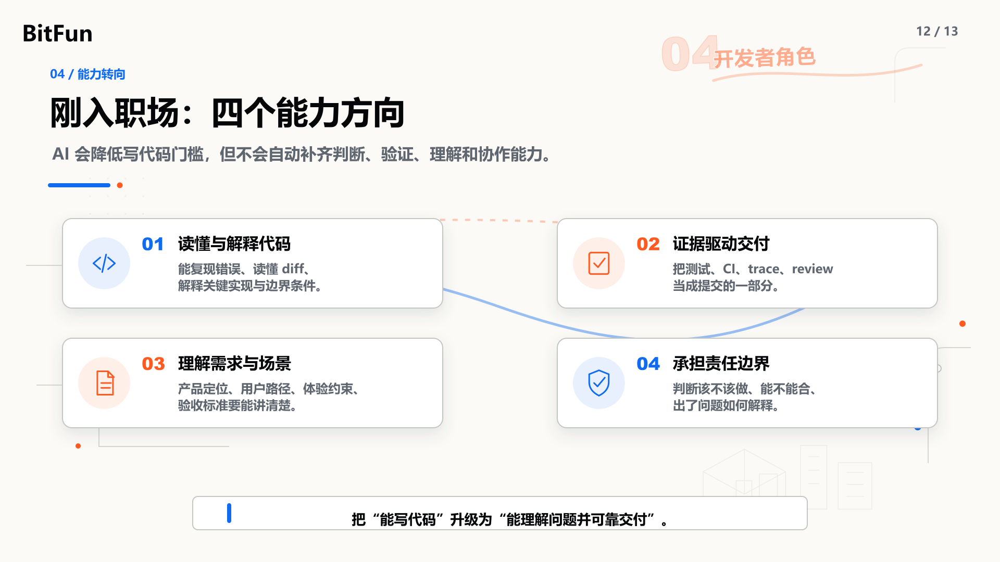 BitFun
12 / 13
04
开发者角色
04 / 能力转向
刚入职场：四个能力方向
AI 会降低写代码门槛，但不会自动补齐判断、验证、理解和协作能力。
01 读懂与解释代码
能复现错误、读懂 diff、
解释关键实现与边界条件。
02 证据驱动交付
把测试、CI、trace、review
当成提交的一部分。
03 理解需求与场景
产品定位、用户路径、体验约束、
验收标准要能讲清楚。
04 承担责任边界
判断该不该做、能不能合、
出了问题如何解释。
把“能写代码”升级为“能理解问题并可靠交付”。